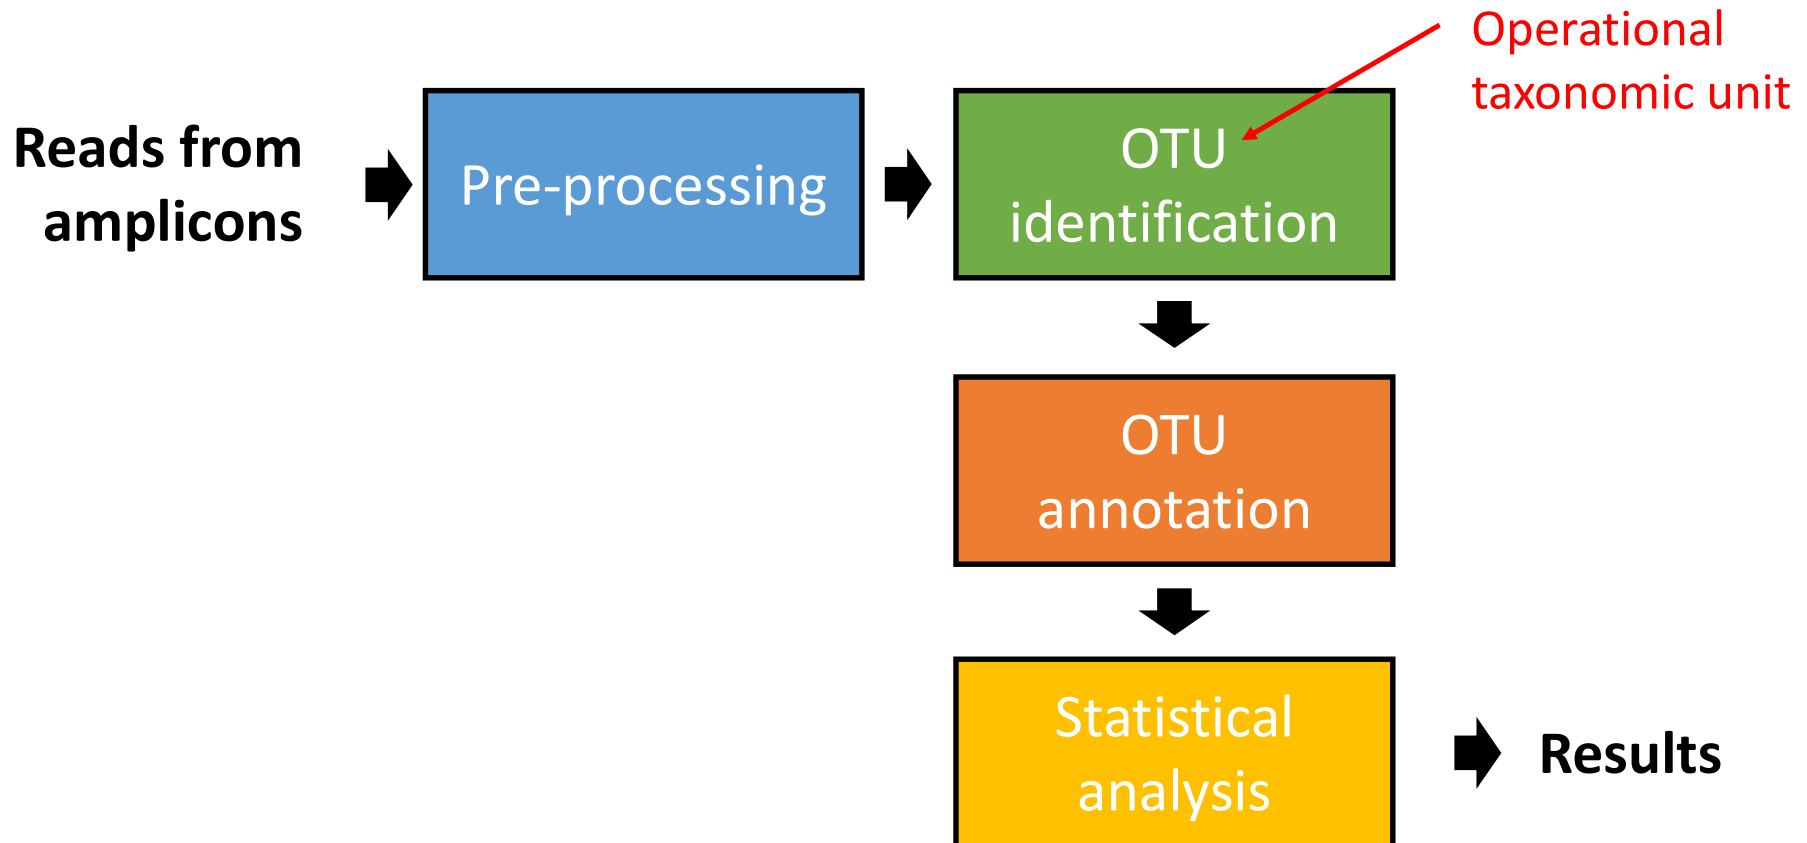 Operational
taxonomic unit
Reads from
amplicons
Pre-processing
OTU
identification
OTU
annotation
Statistical
analysis
Results